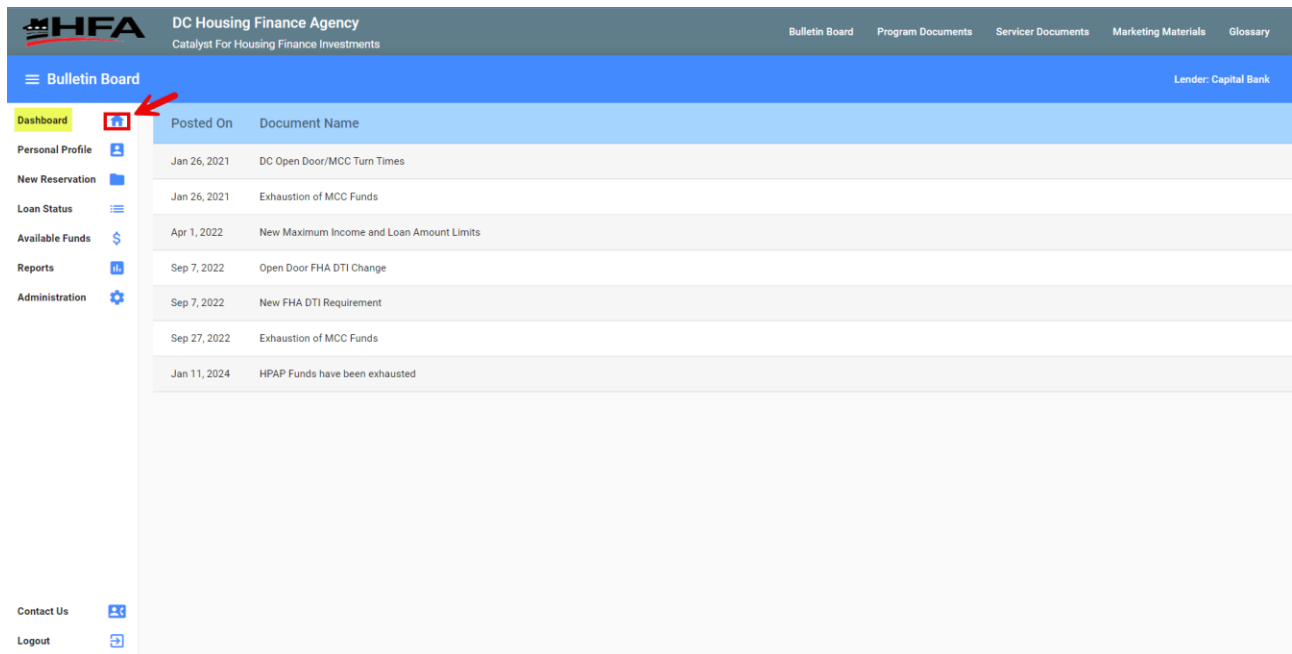 HFA
DC Housing Finance Agency
Catalyst For Housing Finance Investments
Bulletin Board Program Documents Servicer Documents Marketing Materials Glossary
Bulletin Board
Lender: Capital Bank
Dashboard
Personal Profile
New Reservation
Loan Status
Available Funds
Reports
Administration
Contact Us
Logout
Posted On Document Name
Jan 26, 2021 DC Open Door/MCC Turn Times
Jan 26, 2021 Exhaustion of MCC Funds
Apr 1, 2022 New Maximum Income and Loan Amount Limits
Sep 7, 2022 Open Door FHA DTI Change
Sep 7, 2022 New FHA DTI Requirement
Sep 27, 2022 Exhaustion of MCC Funds
Jan 11, 2024 HPAP Funds have been exhausted